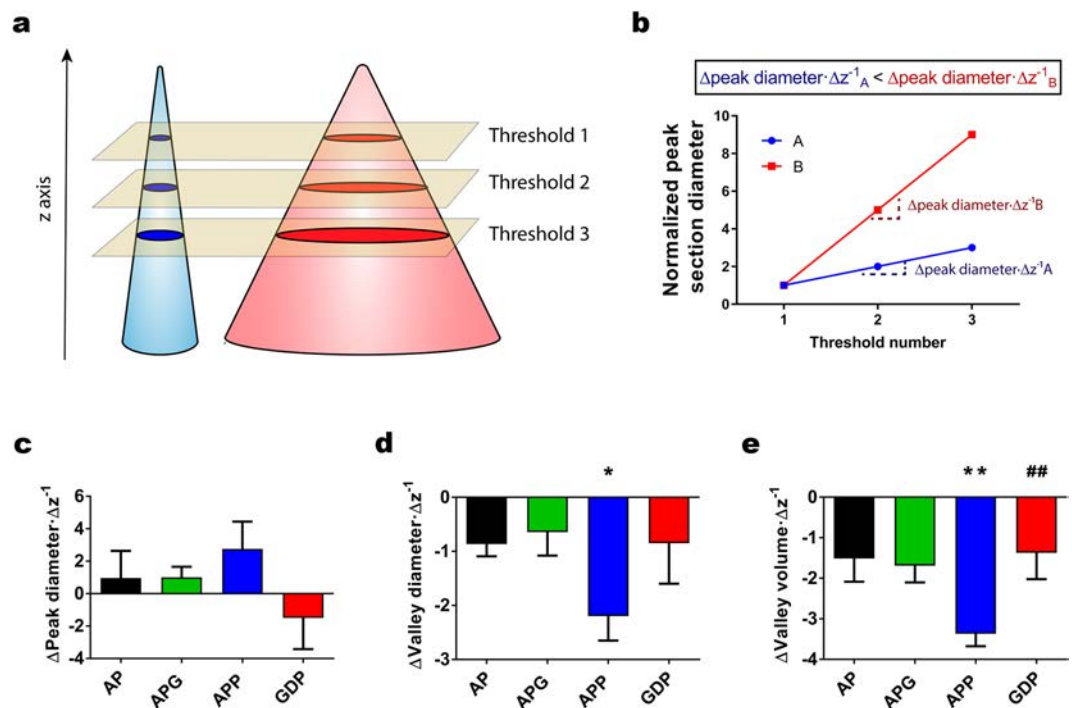 a
z axis
Threshold 1
Threshold 2
Threshold 3
b
Δpeak diameter·Δz⁻¹A < Δpeak diameter·Δz⁻¹B
Normalized peak
section diameter
10
8
6
4
2
0
A
B
Δpeak diameter·Δz⁻¹B
Δpeak diameter·Δz⁻¹A
1
2
3
Threshold number
c
ΔPeak diameter·Δz⁻¹
6
4
2
0
-2
-4
AP
APG
APP
GDP
d
*
ΔValley diameter·Δz⁻¹
0
-1
-2
-3
AP
APG
APP
GDP
e
**
##
ΔValley volume·Δz⁻¹
0
-1
-2
-3
-4
AP
APG
APP
GDP